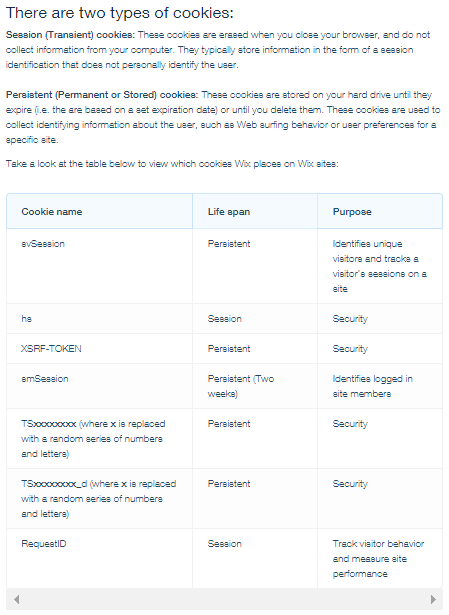 There are two types of cookies:
Session (Transient) cookies: These cookies are erased when you close your browser, and do not
collect information from your computer. They typically store information in the form of a session
identification that does not personally identify the user.
Persistent (Permanent or Stored) cookies: These cookies are stored on your hard drive until they
expire (i.e. the are based on a set expiration date) or until you delete them. These cookies are used to
collect identifying information about the user, such as Web surfing behavior or user preferences for a
specific site.
Take a look at the table below to view which cookies Wix places on Wix sites:
Cookie name Life span Purpose
svSession Persistent Identifies unique
visitors and tracks a
visitor's sessions on a
site
hs Session Security
XSRF-TOKEN Persistent Security
smSession Persistent (Two Identifies logged in
weeks) site members
TSxxxxxxxx (where x is replaced Persistent Security
with a random series of numbers
and letters)
TSxxxxxxxx_d (where x is replaced Persistent Security
with a random series of numbers
and letters)
RequestID Session Track visitor behavior
and measure site
performance